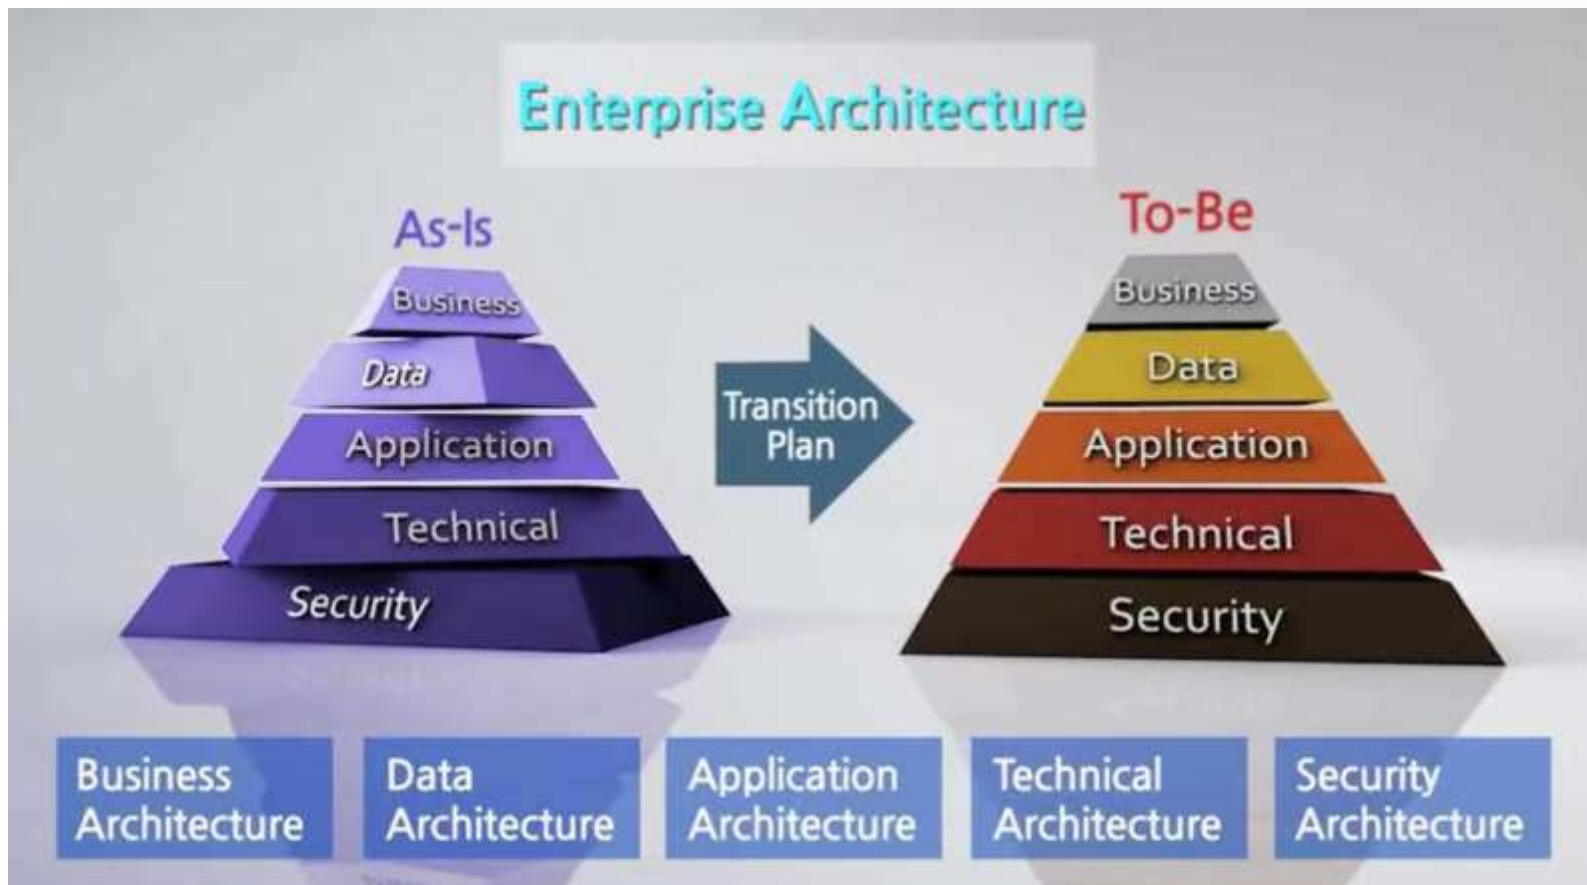 Enterprise Architecture
As-Is
To-Be
Business
Data
Application
Technical
Security
Transition
Plan
Business
Data
Application
Technical
Security
Business
Architecture
Data
Architecture
Application
Architecture
Technical
Architecture
Security
Architecture